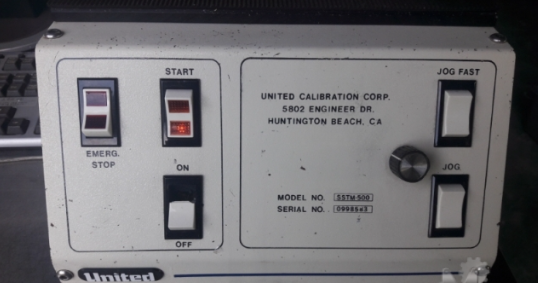 START
EMERG.
STOP
ON
OFF
UNITED CALIBRATION CORP.
5802 ENGINEER DR.
HUNTINGTON BEACH, CA
MODEL NO. SSTM-500
SERIAL NO.
JOG FAST
JOG
United